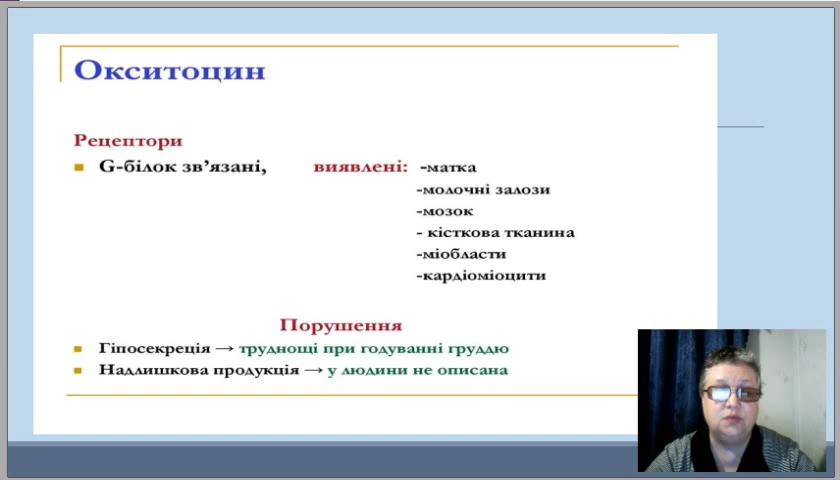 Окситоцин
Рецептори
G-білок зв’язані, виявлені: -матка
-молочні залози
-мозок
- кісткова тканина
-міобласти
-кардіоміоцити
Порушення
Гіпосекреція → труднощі при годуванні груддю
Надлишкова продукція → у людини не описана